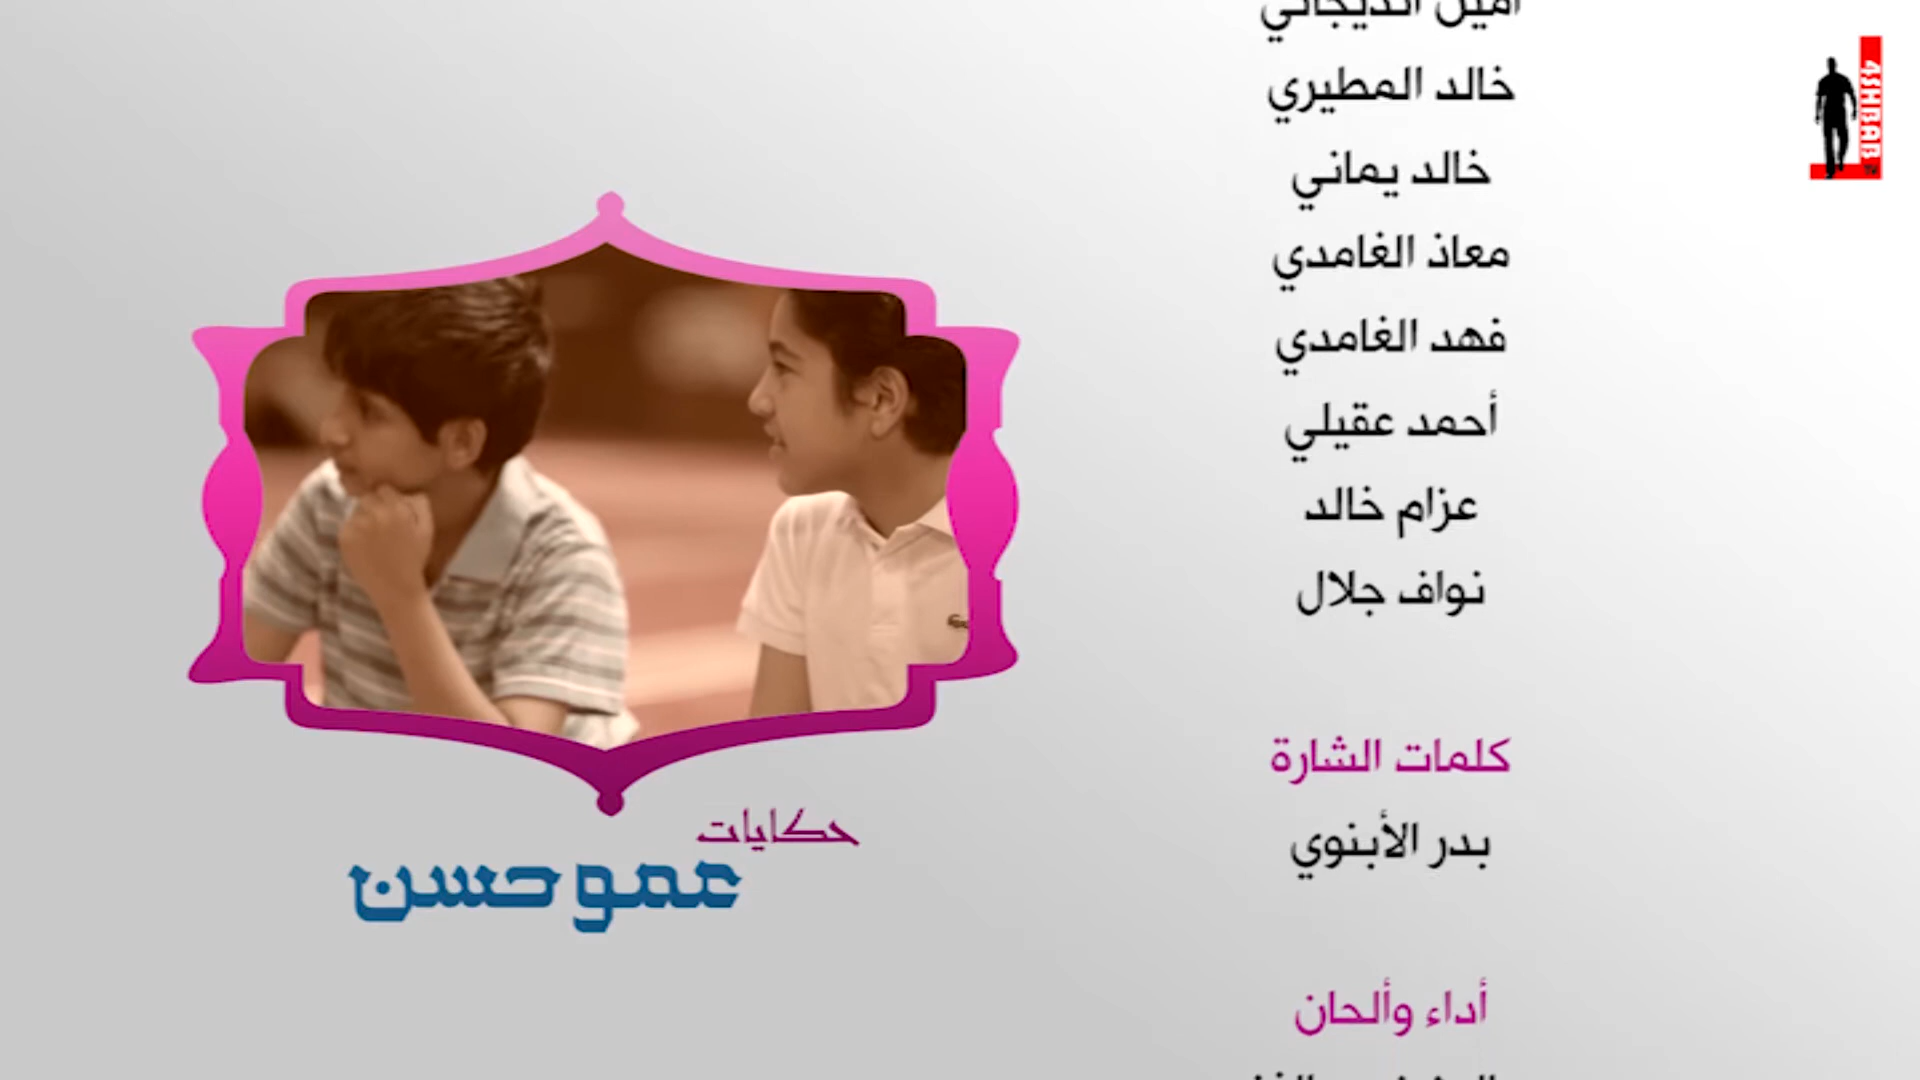 خالد المطيري
خالد يماني
معاذ الغامدي
فهد الغامدي
أحمد عقيلي
عزام خالد
نواف جلال
كلمات الشارة
بدر الأبنوي
أداء وألحان
حكايات
عمو حسن
4SHBAB